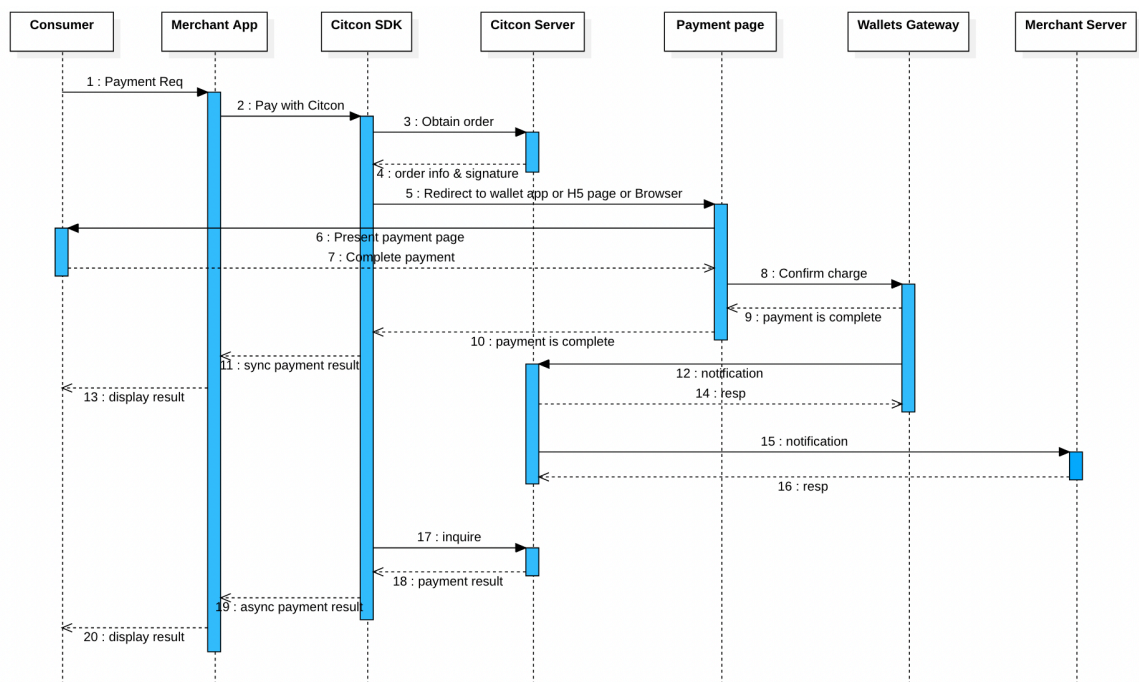 Consumer
Merchant App
Citcon SDK
Citcon Server
Payment page
Wallets Gateway
Merchant Server
1 : Payment Req
2 : Pay with Citcon
3 : Obtain order
4 : order info & signature
5 : Redirect to wallet app or H5 page or Browser
6 : Present payment page
7 : Complete payment
8 : Confirm charge
9 : payment is complete
10 : payment is complete
11 : sync payment result
12 : notification
13 : display result
14 : resp
15 : notification
16 : resp
17 : inquire
18 : payment result
19 : async payment result
20 : display result